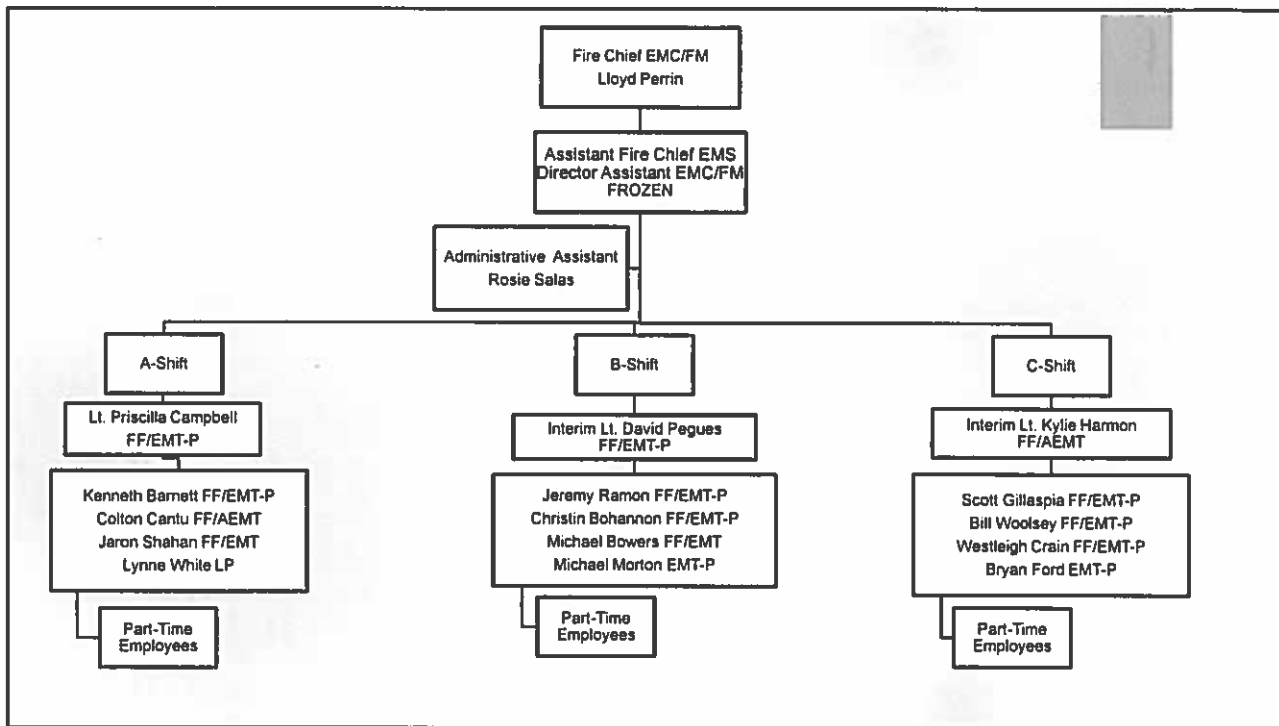 Fire Chief EMC/FM
Lloyd Perrin
Assistant Fire Chief EMS
Director Assistant EMC/FM
FROZEN
Administrative Assistant
Rosie Salas
A-Shift
Lt. Priscilla Campbell
FF/EMT-P
Kenneth Barnett FF/EMT-P
Colton Cantu FF/AEMT
Jaron Shahan FF/EMT
Lynne White LP
Part-Time
Employees
B-Shift
Interim Lt. David Pegues
FF/EMT-P
Jeremy Ramon FF/EMT-P
Christin Bohannon FF/EMT-P
Michael Bowers FF/EMT
Michael Morton EMT-P
Part-Time
Employees
C-Shift
Interim Lt. Kylie Harmon
FF/AEMT
Scott Gillaspia FF/EMT-P
Bill Woolsey FF/EMT-P
Westleigh Crain FF/EMT-P
Bryan Ford EMT-P
Part-Time
Employees